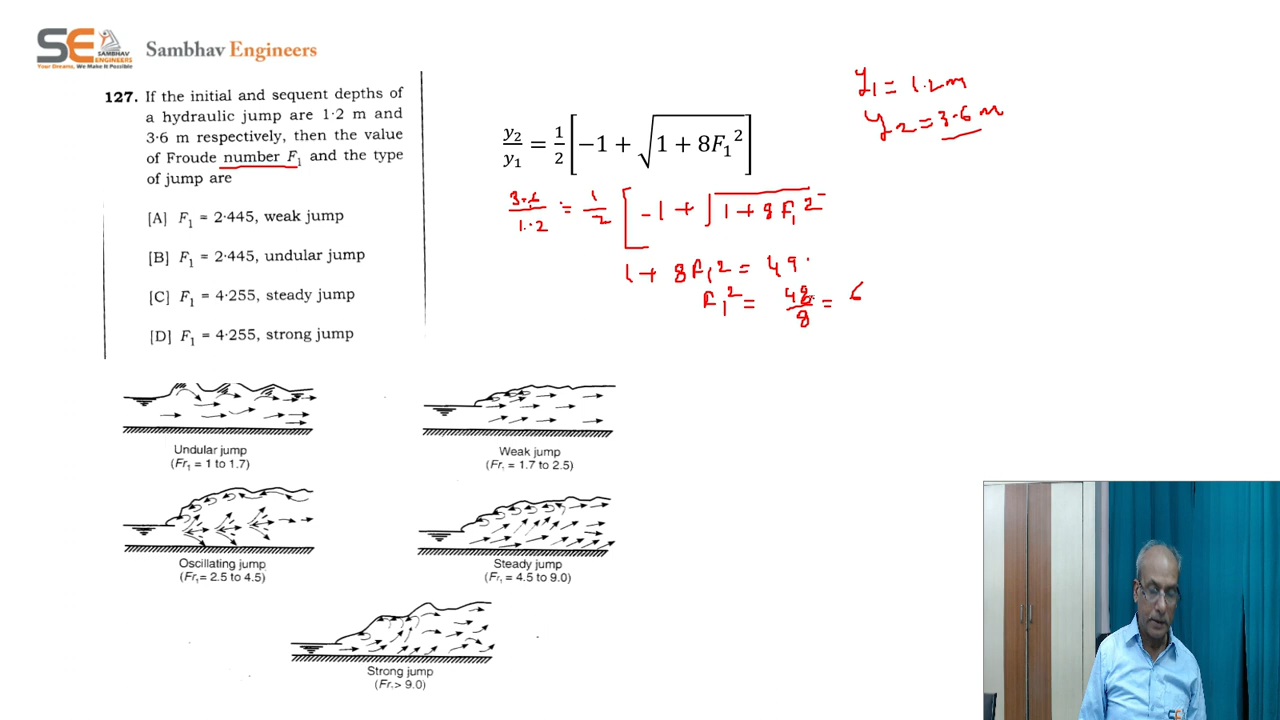 SE
SAMBHAV
ENGINEERS
Your Dreams, We Make It Possible
Sambhav Engineers
127. If the initial and sequent depths of
a hydraulic jump are 1·2 m and
3·6 m respectively, then the value
of Froude number F₁ and the type
of jump are
[A] F₁ = 2·445, weak jump
[B] F₁ = 2·445, undular jump
[C] F₁ = 4·255, steady jump
[D] F₁ = 4·255, strong jump
y₂/y₁ = 1/2 [−1 + √(1 + 8F₁²)]
y₁ = 1.2 m
y₂ = 3.6 m
3.6/1.2 = 1/2 [-1 + √(1 + 8F₁²)
1 + 8F₁² = 49
F₁² = 48/8 = 6
Undular jump
(Fr₁ = 1 to 1.7)
Weak jump
(Fr₁ = 1.7 to 2.5)
Oscillating jump
(Fr₁ = 2.5 to 4.5)
Steady jump
(Fr₁ = 4.5 to 9.0)
Strong jump
(Fr₁ > 9.0)